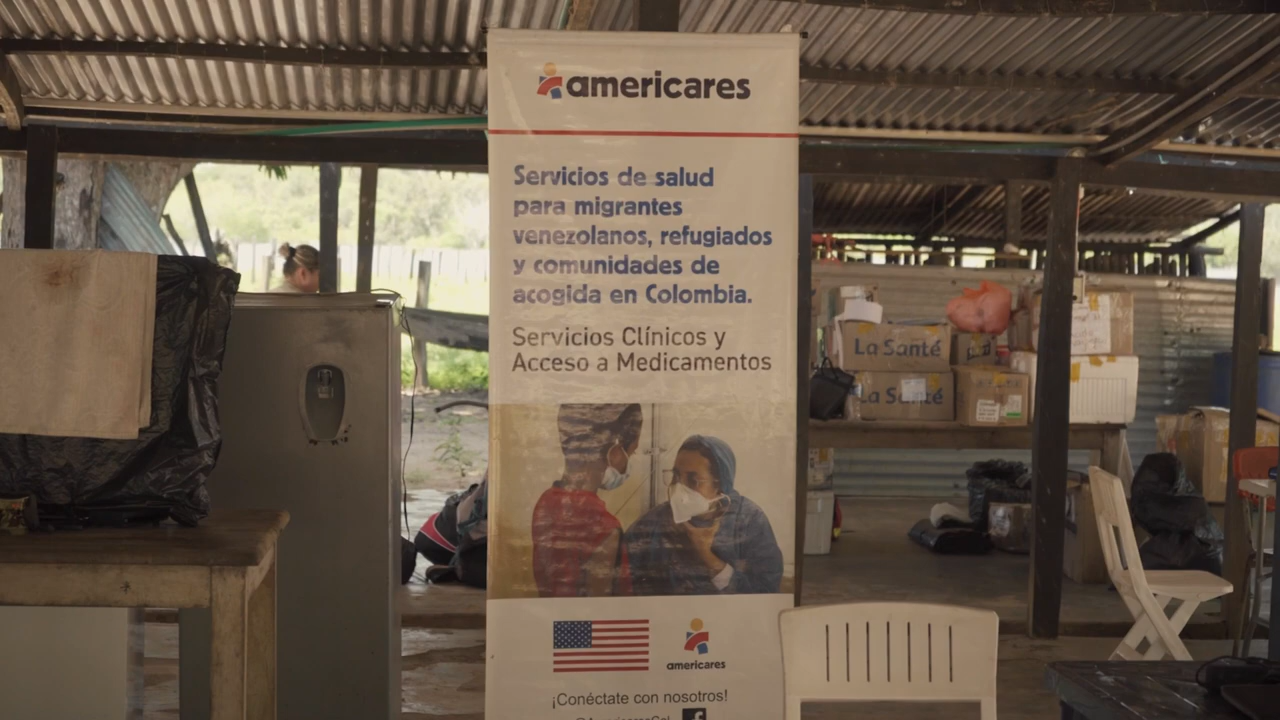 americares
Servicios de salud
para migrantes
venezolanos, refugiados
y comunidades de
acogida en Colombia.
Servicios Clínicos y
Acceso a Medicamentos
americares
¡Conéctate con nosotros!
La Santé
La Santé